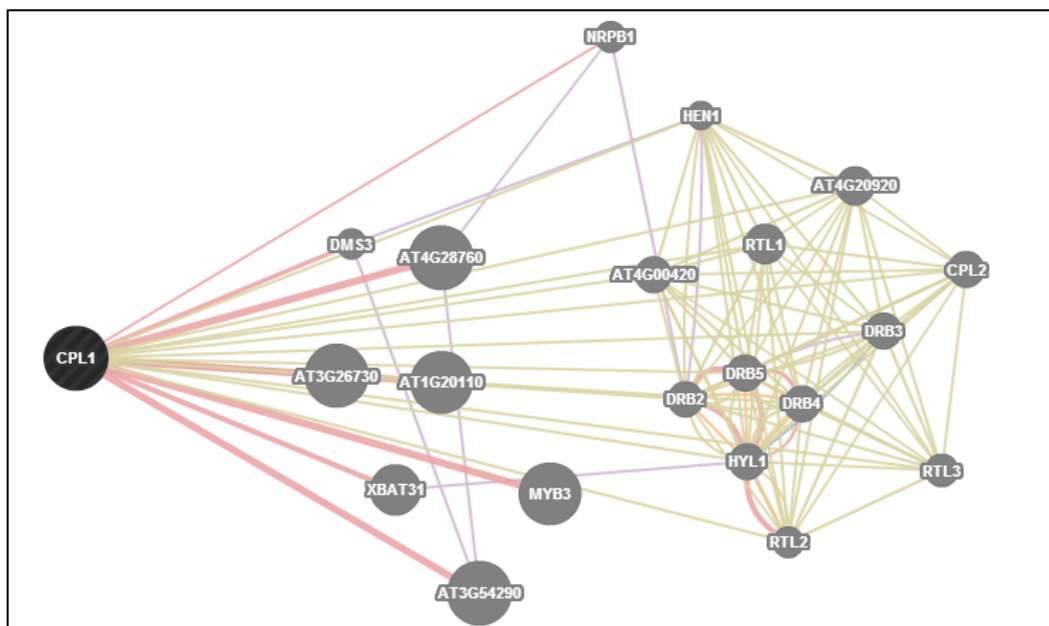 NRPB1
HEN1
AT4G20920
DMS3
RTL1
AT4G28760
AT4G00420
CPL2
DRB3
CPL1
AT3G26730
AT1G20110
DRB5
DRB2
DRB4
HYL1
RTL3
XBAT31
MYB3
RTL2
AT3G54290